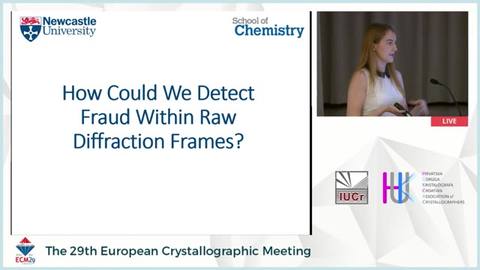 Newcastle
University
School of
Chemistry
How Could We Detect
Fraud Within Raw
Diffraction Frames?
LIVE
IUCr
HRVATSKA
UDRUGA
KRISTALOGRAFA
CROATIAN
ASSOCIATION of
CRYSTALLOGRAPHERS
ECM29
The 29th European Crystallographic Meeting